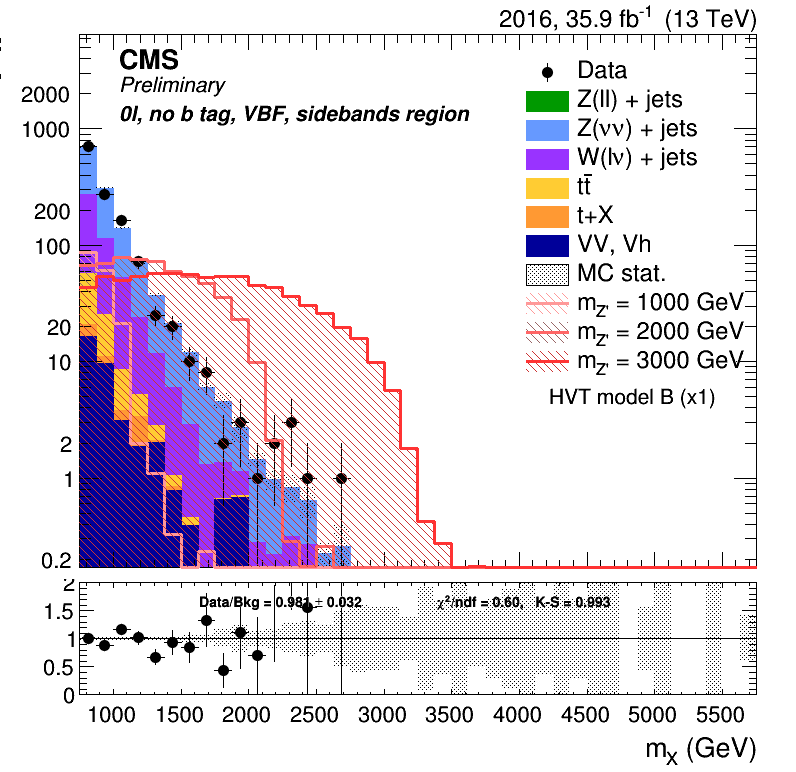 2016, 35.9 fb⁻¹ (13 TeV)
CMS
Preliminary
0l, no b tag, VBF, sidebands region
Data
Z(ll) + jets
Z(νν) + jets
W(lν) + jets
tt̄
t+X
VV, Vh
MC stat.
m_Z' = 1000 GeV
m_Z' = 2000 GeV
m_Z' = 3000 GeV
HVT model B (x1)
2000
1000
200
100
20
10
2
1
0.2
Data/Bkg = 0.981 ± 0.032 χ²/ndf = 0.60, K-S = 0.993
2
1.5
1
0.5
0
1000 1500 2000 2500 3000 3500 4000 4500 5000 5500
m_X (GeV)